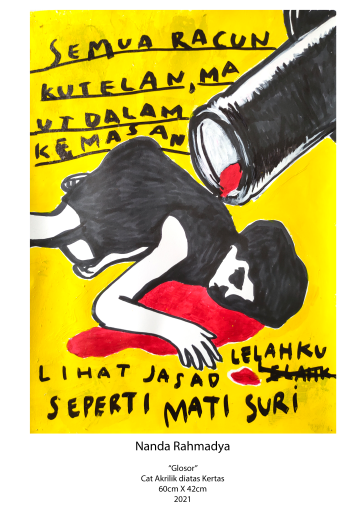 SEMUA RACUN
KUTELAN, MA
UT DALAM
KEMASAN
LIHAT JASAD LELAHKU
SEPERTI MATI SURI
Nanda Rahmadya
"Glosor"
Cat Akrilik diatas Kertas
60cm X 42cm
2021